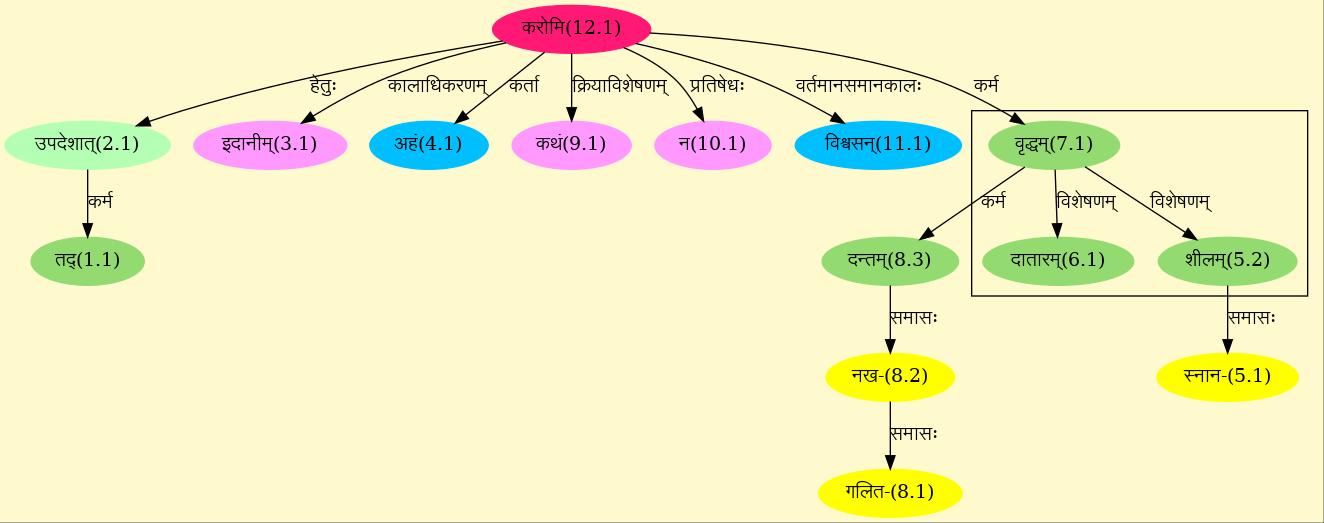 करोमि(12.1)
हेतुः कालाधिकरणम् कर्ता क्रियाविशेषणम् प्रतिषेधः वर्तमानसमानकालः कर्म
उपदेशात्(2.1) इदानीम्(3.1) अहं(4.1) कथं(9.1) न(10.1) विश्वसन्(11.1) वृद्धम्(7.1)
कर्म कर्म विशेषणम् विशेषणम्
तद्(1.1) दन्तम्(8.3) दातारम्(6.1) शीलम्(5.2)
समासः समासः
नख-(8.2) स्नान-(5.1)
समासः
गलित-(8.1)